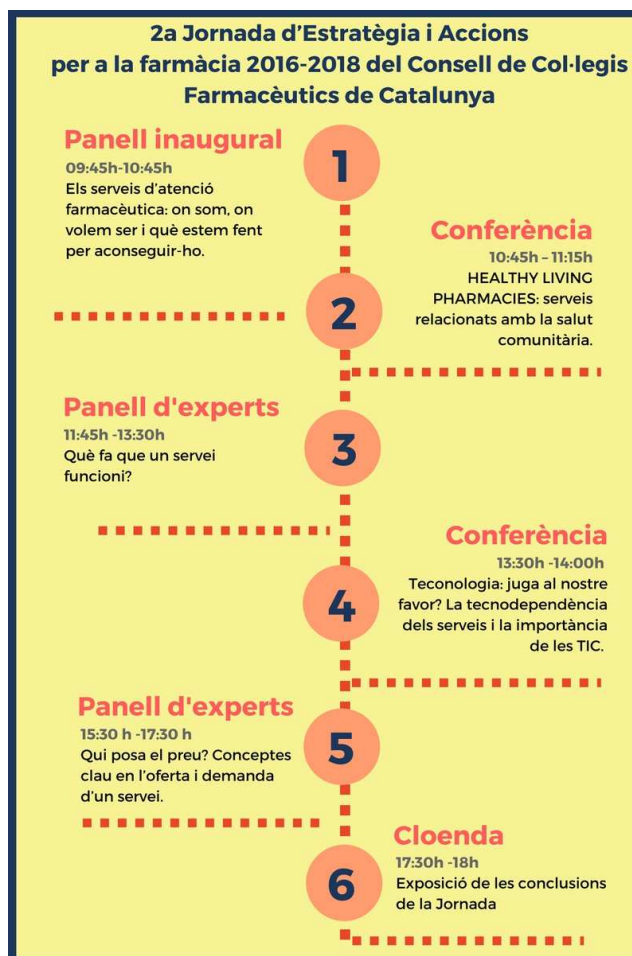 2a Jornada d’Estratègia i Accions
per a la farmàcia 2016-2018 del Consell de Col·legis
Farmacèutics de Catalunya
1
Panell inaugural
09:45h-10:45h
Els serveis d’atenció
farmacèutica: on som, on
volem ser i què estem fent
per aconseguir-ho.
2
Conferència
10:45h – 11:15h
HEALTHY LIVING
PHARMACIES: serveis
relacionats amb la salut
comunitària.
3
Panell d'experts
11:45h -13:30h
Què fa que un servei
funcioni?
4
Conferència
13:30h -14:00h
Teconologia: juga al nostre
favor? La tecnodependència
dels serveis i la importància
de les TIC.
5
Panell d'experts
15:30 h -17:30 h
Qui posa el preu? Conceptes
clau en l’oferta i demanda
d’un servei.
6
Cloenda
17:30h -18h
Exposició de les conclusions
de la Jornada